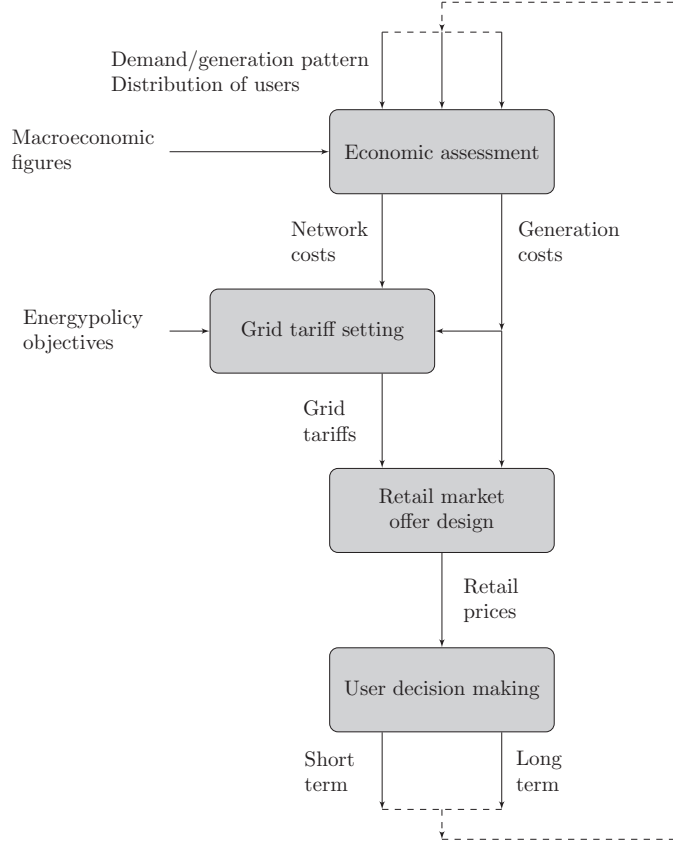 Demand/generation pattern
Distribution of users
Macroeconomic
figures
Economic assessment
Network
costs
Generation
costs
Energypolicy
objectives
Grid tariff setting
Grid
tariffs
Retail market
offer design
Retail
prices
User decision making
Short
term
Long
term